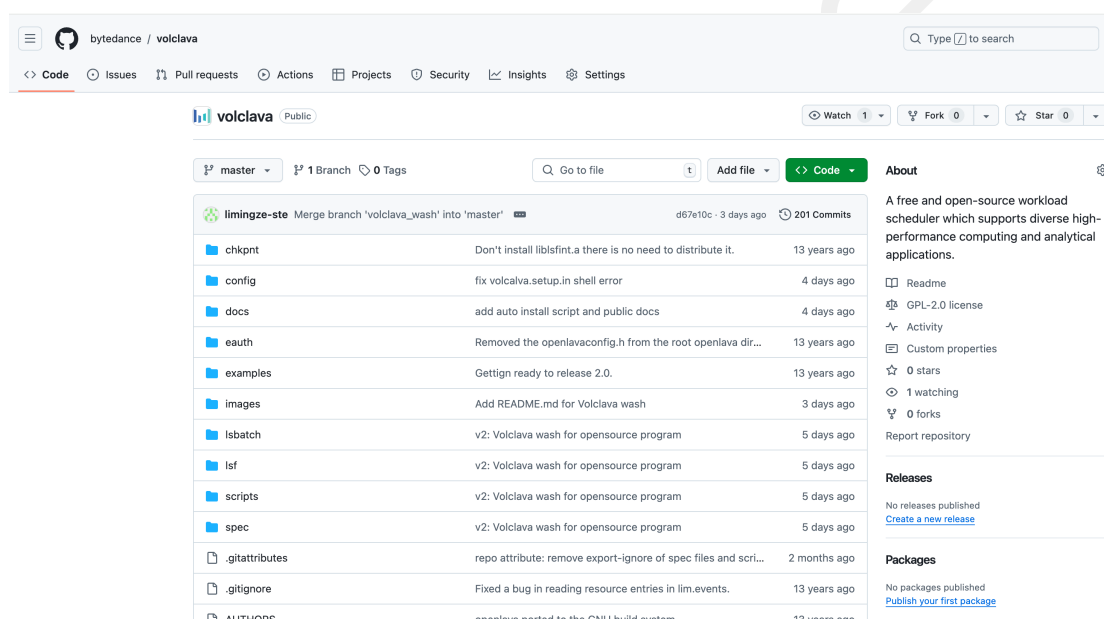 bytedance / volclava
Type / to search
<> Code Issues Pull requests Actions Projects Security Insights Settings
volclava Public
Watch 1 Fork 0 Star 0
master 1 Branch 0 Tags Go to file t Add file <> Code
limingze-ste Merge branch 'volclava_wash' into 'master' d67e10c · 3 days ago 201 Commits
chkpnt Don't install liblsfint.a there is no need to distribute it. 13 years ago
config fix volcalva.setup.in shell error 4 days ago
docs add auto install script and public docs 4 days ago
eauth Removed the openlavaconfig.h from the root openlava dir... 13 years ago
examples Gettign ready to release 2.0. 13 years ago
images Add README.md for Volclava wash 3 days ago
lsbatch v2: Volclava wash for opensource program 5 days ago
lsf v2: Volclava wash for opensource program 5 days ago
scripts v2: Volclava wash for opensource program 5 days ago
spec v2: Volclava wash for opensource program 5 days ago
.gitattributes repo attribute: remove export-ignore of spec files and scri... 2 months ago
.gitignore Fixed a bug in reading resource entries in lim.events. 13 years ago
AUTHORS openlava ported to the GNU build system 13 years ago
About
A free and open-source workload
scheduler which supports diverse high-
performance computing and analytical
applications.
Readme
GPL-2.0 license
Activity
Custom properties
0 stars
1 watching
0 forks
Report repository
Releases
No releases published
Create a new release
Packages
No packages published
Publish your first package